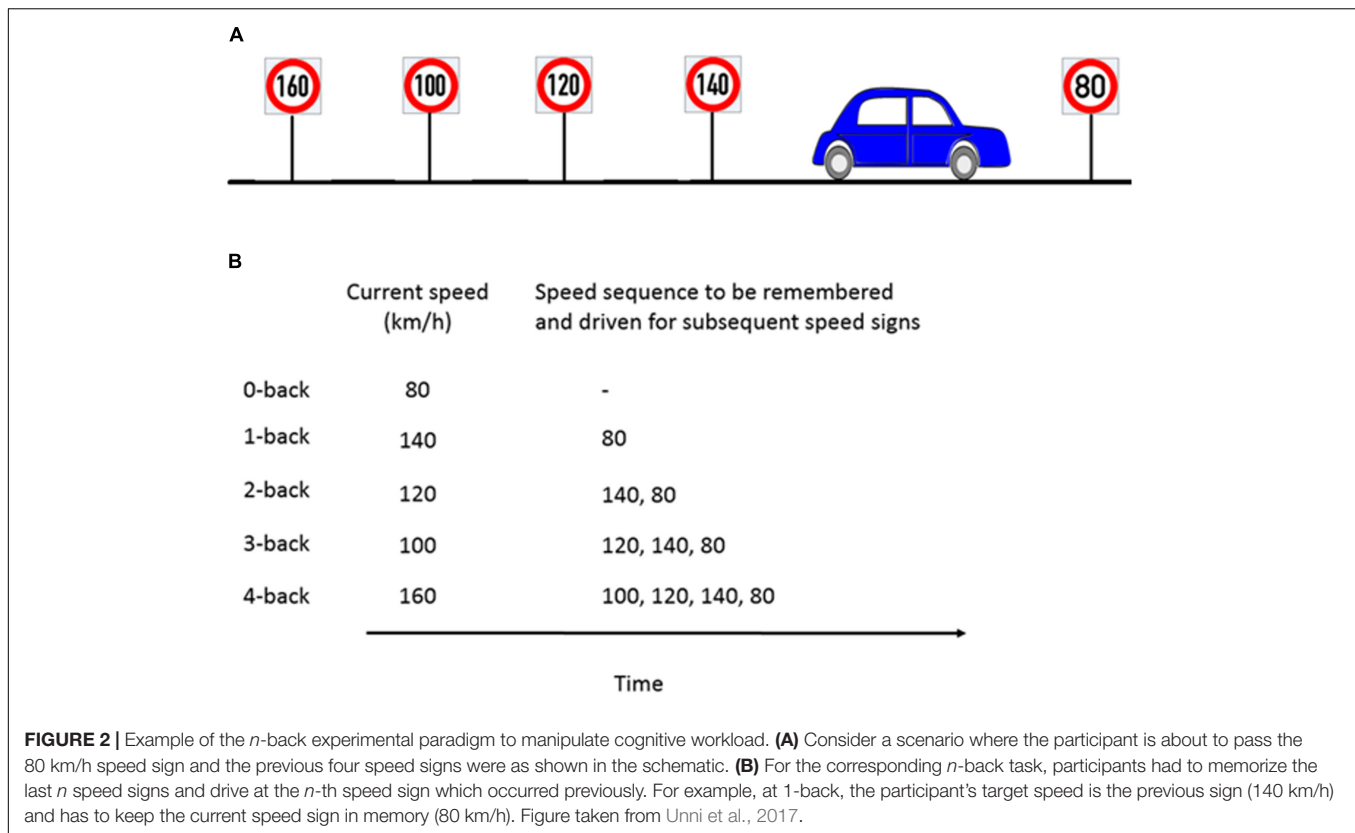 A
160 100 120 140 80
B
Current speed Speed sequence to be remembered
(km/h) and driven for subsequent speed signs
0-back 80 -
1-back 140 80
2-back 120 140, 80
3-back 100 120, 140, 80
4-back 160 100, 120, 140, 80
Time
FIGURE 2 | Example of the n-back experimental paradigm to manipulate cognitive workload. (A) Consider a scenario where the participant is about to pass the
80 km/h speed sign and the previous four speed signs were as shown in the schematic. (B) For the corresponding n-back task, participants had to memorize the
last n speed signs and drive at the n-th speed sign which occurred previously. For example, at 1-back, the participant's target speed is the previous sign (140 km/h)
and has to keep the current speed sign in memory (80 km/h). Figure taken from Unni et al., 2017.